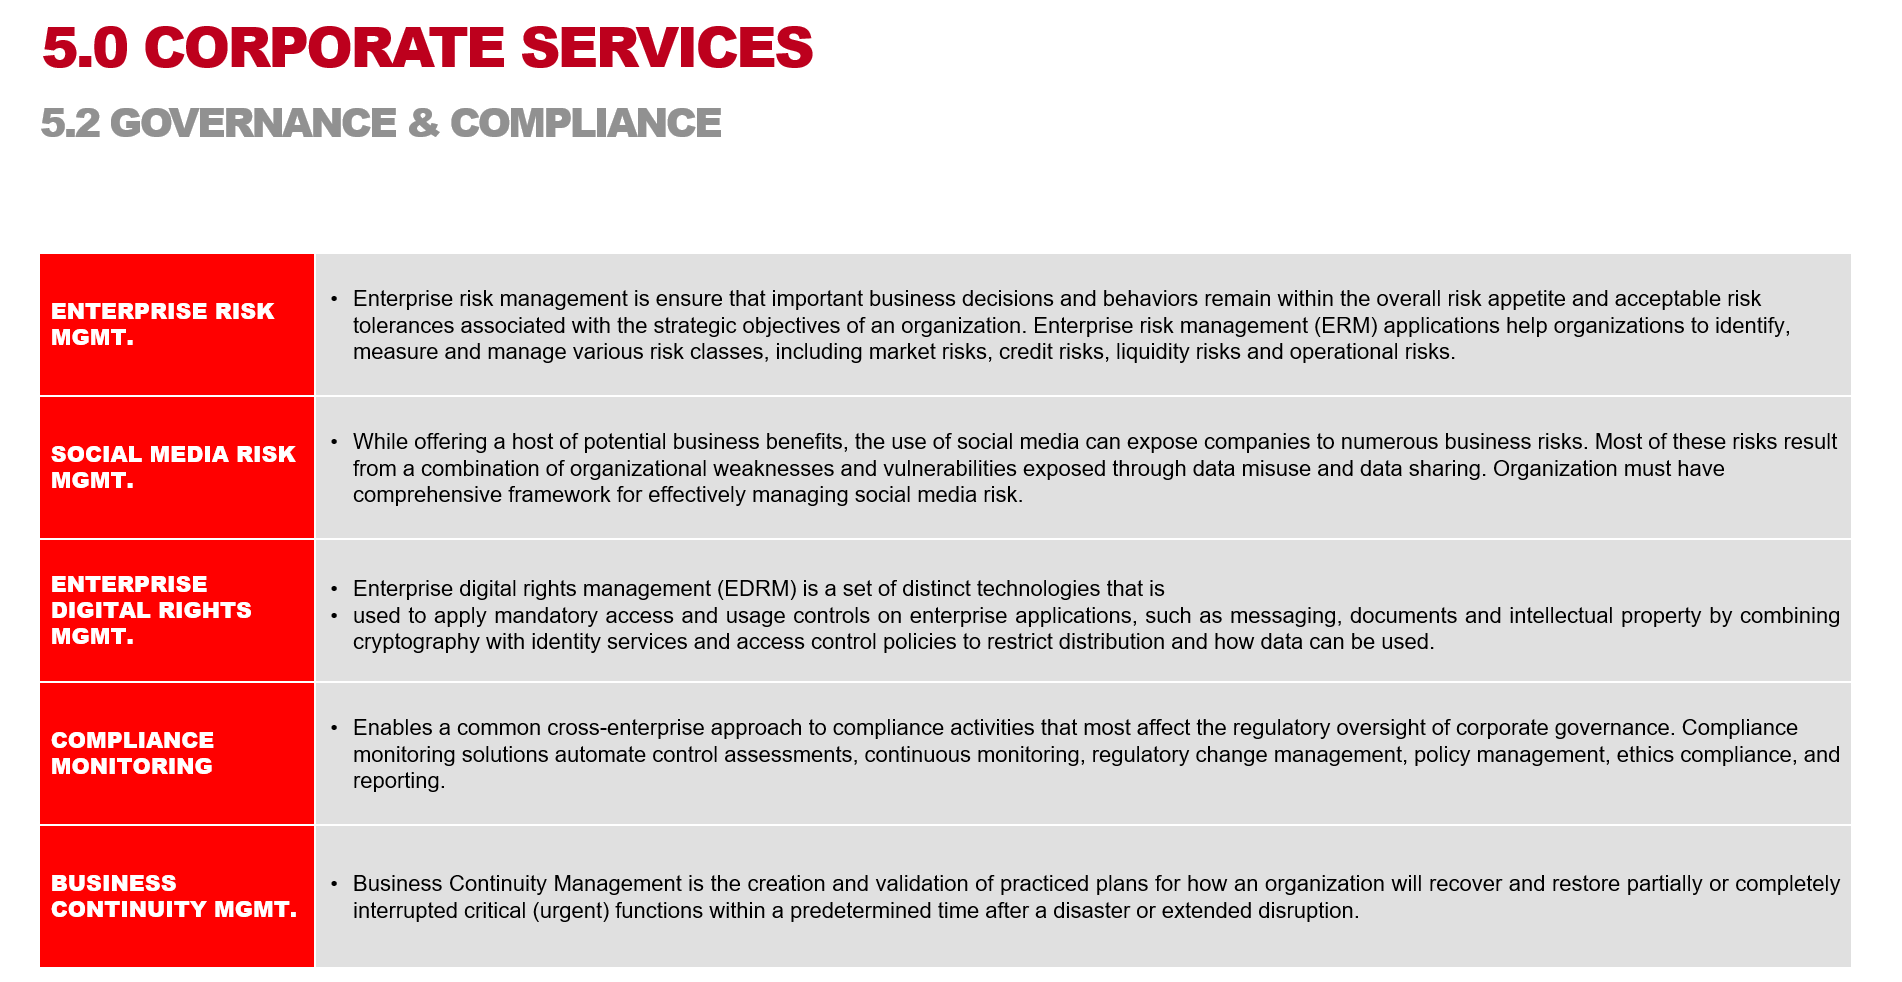 5.0 CORPORATE SERVICES
5.2 GOVERNANCE & COMPLIANCE
ENTERPRISE RISK
MGMT.
• Enterprise risk management is ensure that important business decisions and behaviors remain within the overall risk appetite and acceptable risk
tolerances associated with the strategic objectives of an organization. Enterprise risk management (ERM) applications help organizations to identify,
measure and manage various risk classes, including market risks, credit risks, liquidity risks and operational risks.
SOCIAL MEDIA RISK
MGMT.
• While offering a host of potential business benefits, the use of social media can expose companies to numerous business risks. Most of these risks result
from a combination of organizational weaknesses and vulnerabilities exposed through data misuse and data sharing. Organization must have
comprehensive framework for effectively managing social media risk.
ENTERPRISE
DIGITAL RIGHTS
MGMT.
• Enterprise digital rights management (EDRM) is a set of distinct technologies that is
• used to apply mandatory access and usage controls on enterprise applications, such as messaging, documents and intellectual property by combining
cryptography with identity services and access control policies to restrict distribution and how data can be used.
COMPLIANCE
MONITORING
• Enables a common cross-enterprise approach to compliance activities that most affect the regulatory oversight of corporate governance. Compliance
monitoring solutions automate control assessments, continuous monitoring, regulatory change management, policy management, ethics compliance, and
reporting.
BUSINESS
CONTINUITY MGMT.
• Business Continuity Management is the creation and validation of practiced plans for how an organization will recover and restore partially or completely
interrupted critical (urgent) functions within a predetermined time after a disaster or extended disruption.